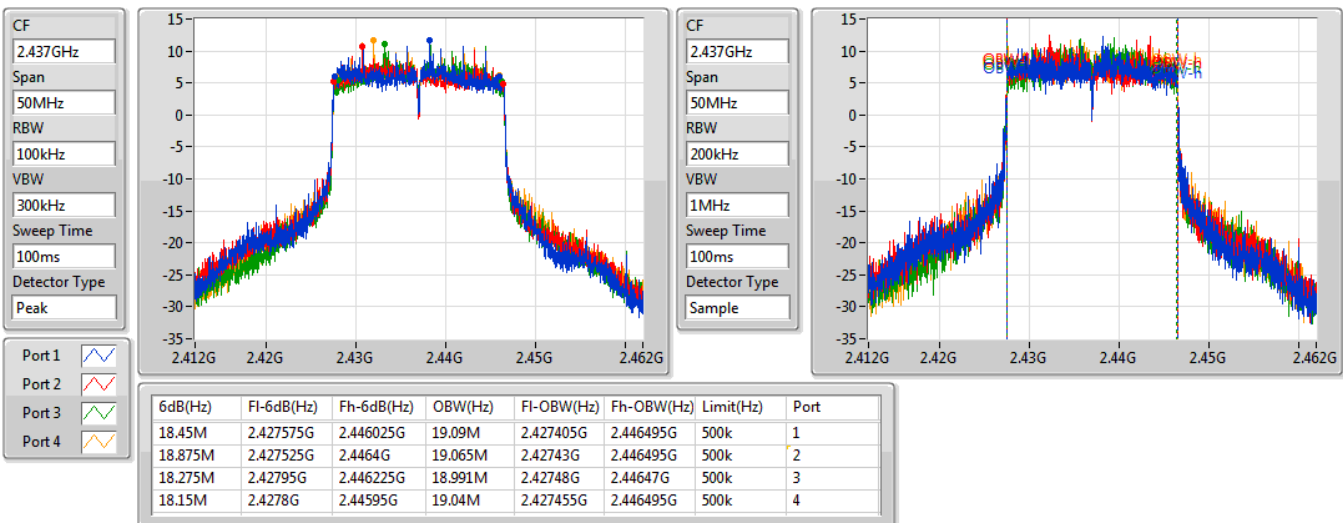 CF
2.437GHz
Span
50MHz
RBW
100kHz
VBW
300kHz
Sweep Time
100ms
Detector Type
Peak
15-
10-
5-
0-
-5-
-10-
-15-
-20-
-25-
-30-
-35-
2.412G 2.42G 2.43G 2.44G 2.45G 2.462G
CF
2.437GHz
Span
50MHz
RBW
200kHz
VBW
1MHz
Sweep Time
100ms
Detector Type
Sample
15-
10-
5-
0-
-5-
-10-
-15-
-20-
-25-
-30-
-35-
2.412G 2.42G 2.43G 2.44G 2.45G 2.462G
Port 1
Port 2
Port 3
Port 4
6dB(Hz) Fl-6dB(Hz) Fh-6dB(Hz) OBW(Hz) Fl-OBW(Hz) Fh-OBW(Hz) Limit(Hz) Port
18.45M 2.427575G 2.446025G 19.09M 2.427405G 2.446495G 500k 1
18.875M 2.427525G 2.4464G 19.065M 2.42743G 2.446495G 500k 2
18.275M 2.42795G 2.446225G 18.991M 2.42748G 2.44647G 500k 3
18.15M 2.4278G 2.44595G 19.04M 2.427455G 2.446495G 500k 4